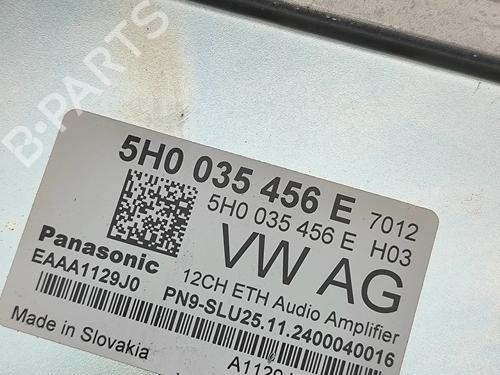 B-PARTS
5H0 035 456 E 7012
5H0 035 456 E H03
Panasonic VW AG
EAAA1129J0 12CH ETH Audio Amplifier
PN9-SLU25.11.2400040016
Made in Slovakia